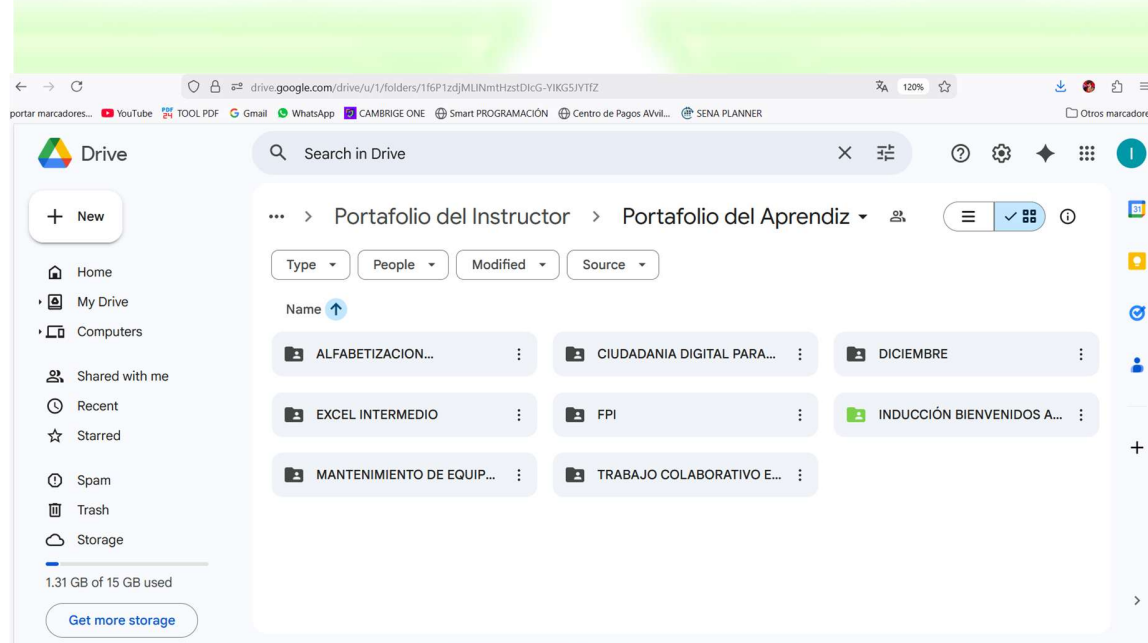 drive.google.com/drive/u/1/folders/1f6P1zdjMLINmtHzstDIcG-YIKG5JYTfZ
120%
portar marcadores... YouTube TOOL PDF Gmail WhatsApp CAMBRIGE ONE Smart PROGRAMACIÓN Centro de Pagos AVvil... SENA PLANNER Otros marcadore
Drive
Search in Drive
I
New
... > Portafolio del Instructor > Portafolio del Aprendiz
31
Type People Modified Source
Home
My Drive
Computers
Name
ALFABETIZACION... CIUDADANIA DIGITAL PARA... DICIEMBRE
Shared with me
Recent
Starred
EXCEL INTERMEDIO FPI INDUCCIÓN BIENVENIDOS A...
MANTENIMIENTO DE EQUIP... TRABAJO COLABORATIVO E...
Spam
Trash
Storage
1.31 GB of 15 GB used
Get more storage